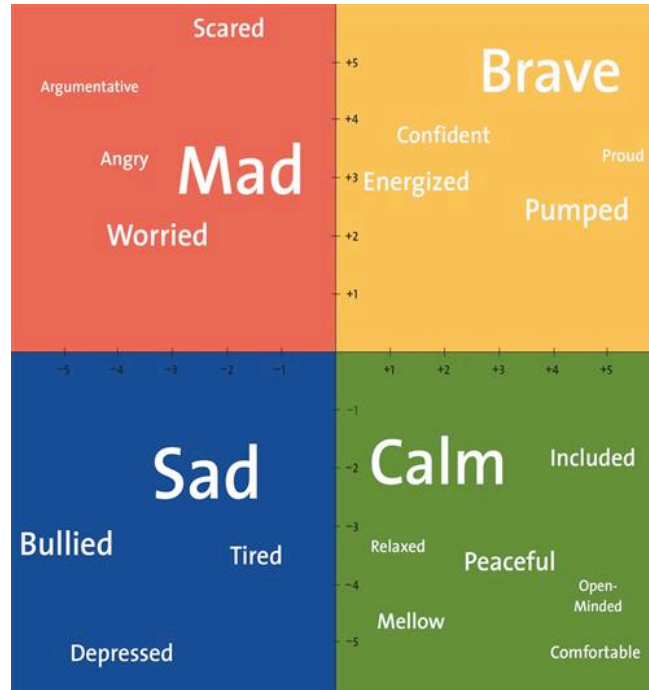 Scared
Argumentative
Angry
Mad
Worried
+5
Brave
+4
Confident
Proud
+3
Energized
Pumped
+2
+1
−5 −4 −3 −2 −1
+1 +2 +3 +4 +5
Sad
Bullied
Tired
Depressed
−1
−2
Calm
Included
−3
Relaxed
Peaceful
−4
Open-
Minded
Mellow
−5
Comfortable